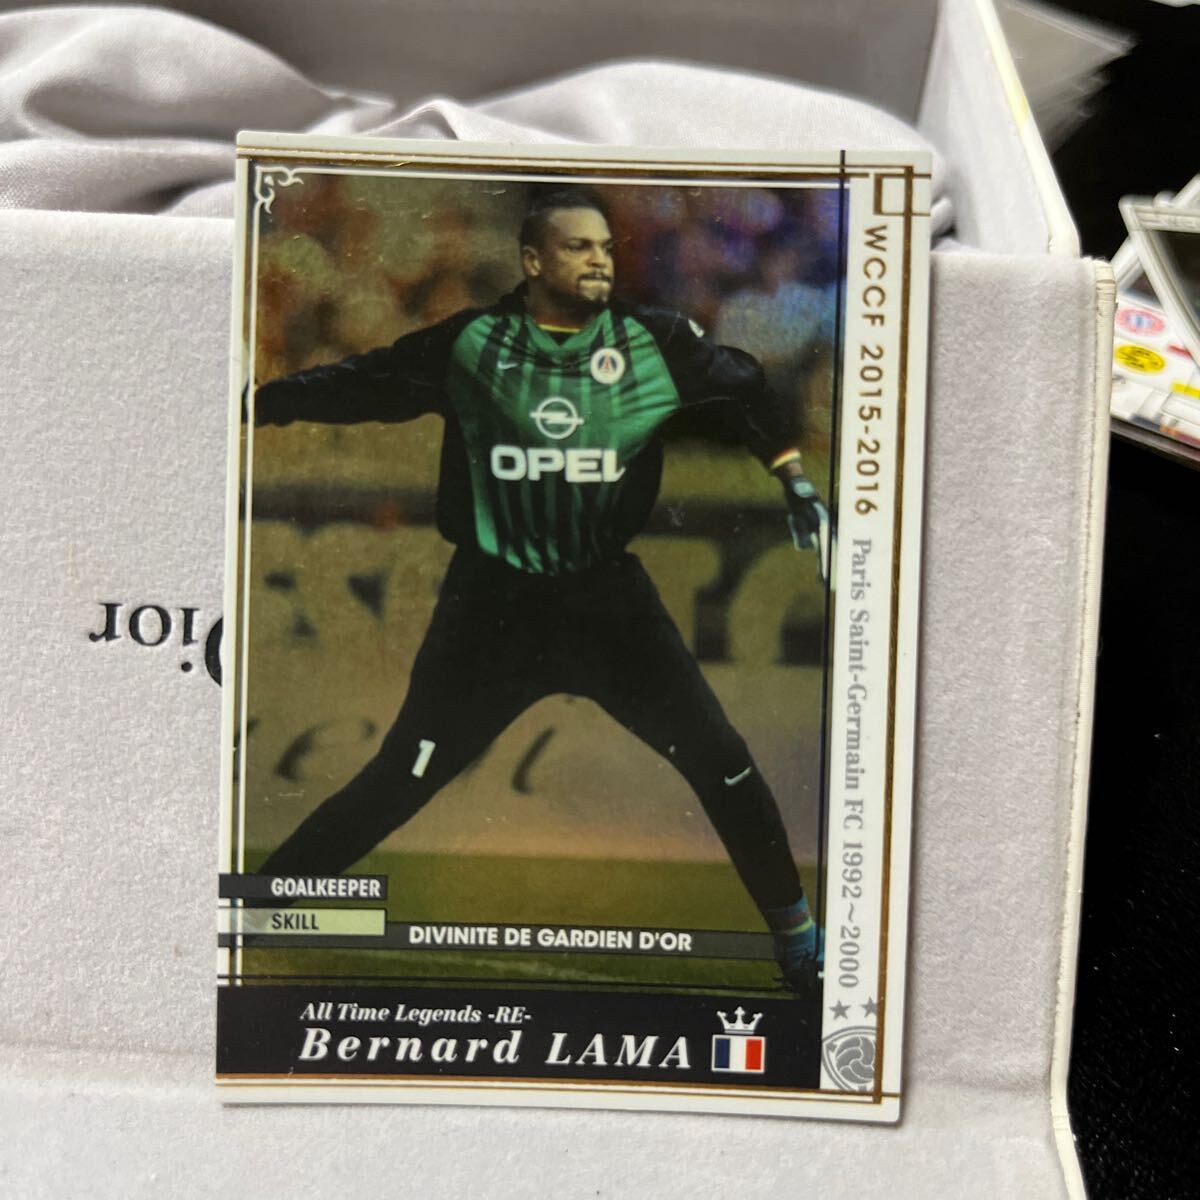 WCCF 2015-2016 Paris Saint-Germain FC 1992~2000
OPEL
1
GOALKEEPER
SKILL
DIVINITE DE GARDIEN D'OR
All Time Legends -RE-
Bernard LAMA
Dior